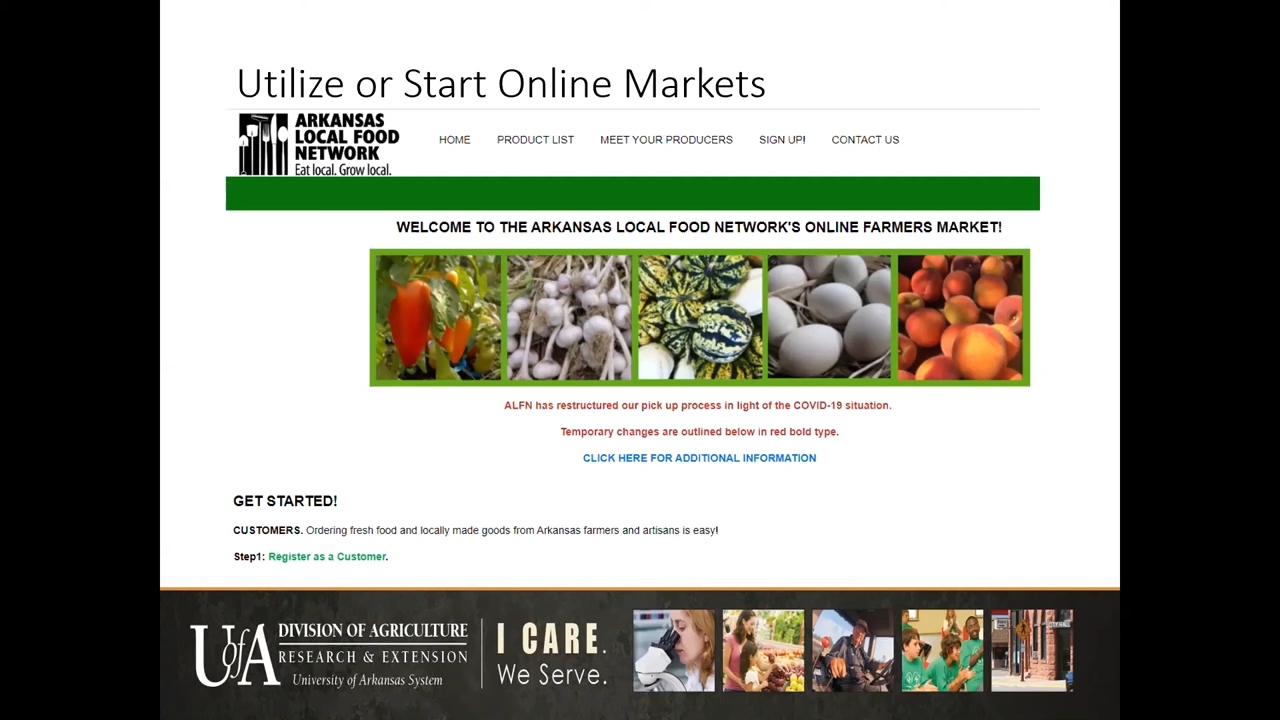 Utilize or Start Online Markets
ARKANSAS
LOCAL FOOD
NETWORK
Eat local. Grow local.
HOME PRODUCT LIST MEET YOUR PRODUCERS SIGN UP! CONTACT US
WELCOME TO THE ARKANSAS LOCAL FOOD NETWORK'S ONLINE FARMERS MARKET!
ALFN has restructured our pick up process in light of the COVID-19 situation.
Temporary changes are outlined below in red bold type.
CLICK HERE FOR ADDITIONAL INFORMATION
GET STARTED!
CUSTOMERS. Ordering fresh food and locally made goods from Arkansas farmers and artisans is easy!
Step1: Register as a Customer.
UofA
DIVISION OF AGRICULTURE
RESEARCH & EXTENSION
University of Arkansas System
I CARE.
We Serve.